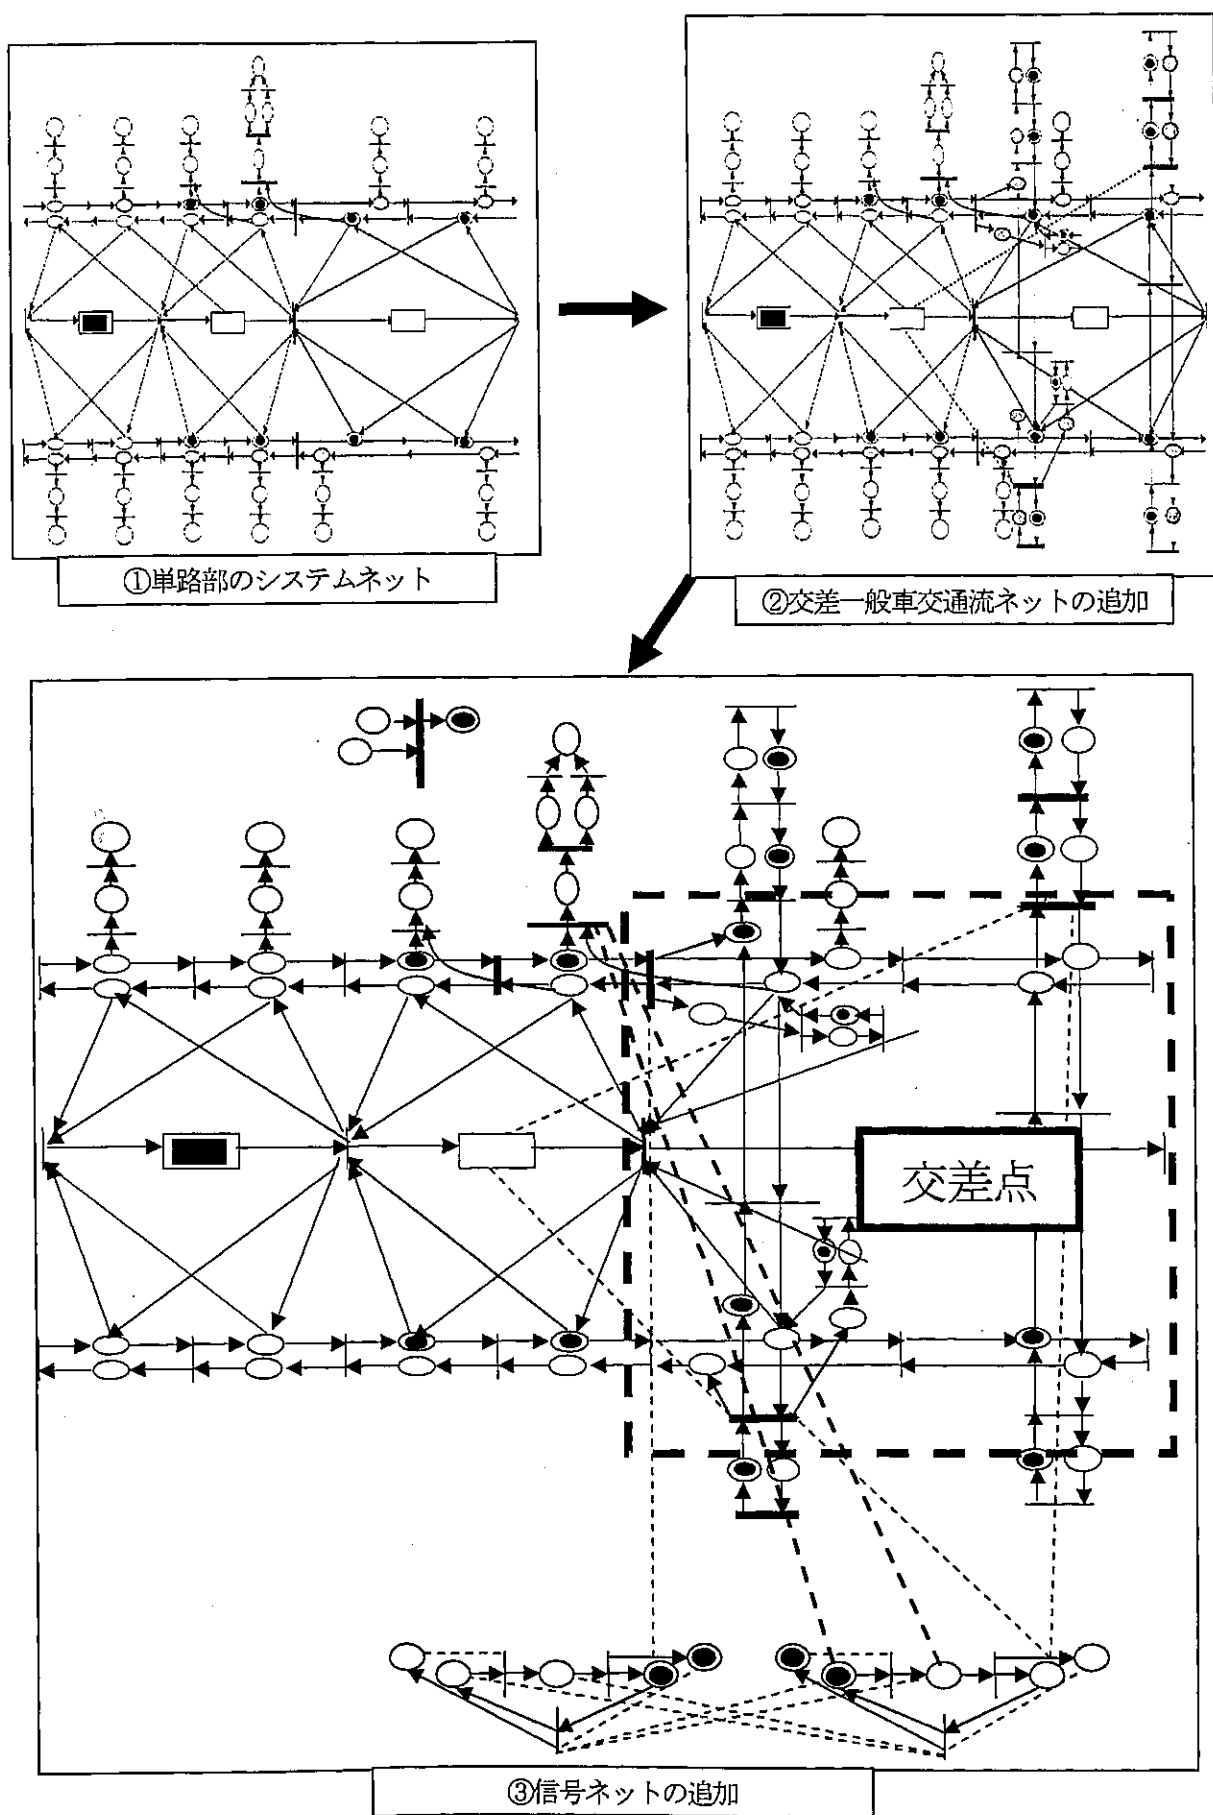 ①単路部のシステムネット
②交差一般車交通流ネットの追加
交差点
③信号ネットの追加